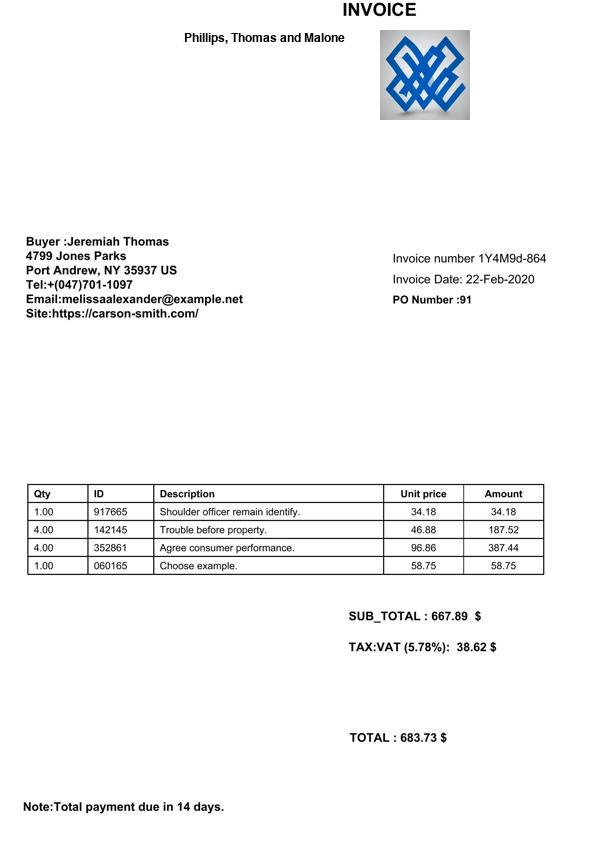 INVOICE
Phillips, Thomas and Malone
Buyer :Jeremiah Thomas
4799 Jones Parks
Port Andrew, NY 35937 US
Tel:+(047)701-1097
Email:melissaalexander@example.net
Site:https://carson-smith.com/
Invoice number 1Y4M9d-864
Invoice Date: 22-Feb-2020
PO Number :91
Qty ID Description Unit price Amount
1.00 917665 Shoulder officer remain identify. 34.18 34.18
4.00 142145 Trouble before property. 46.88 187.52
4.00 352861 Agree consumer performance. 96.86 387.44
1.00 060165 Choose example. 58.75 58.75
SUB_TOTAL : 667.89 $
TAX:VAT (5.78%): 38.62 $
TOTAL : 683.73 $
Note:Total payment due in 14 days.